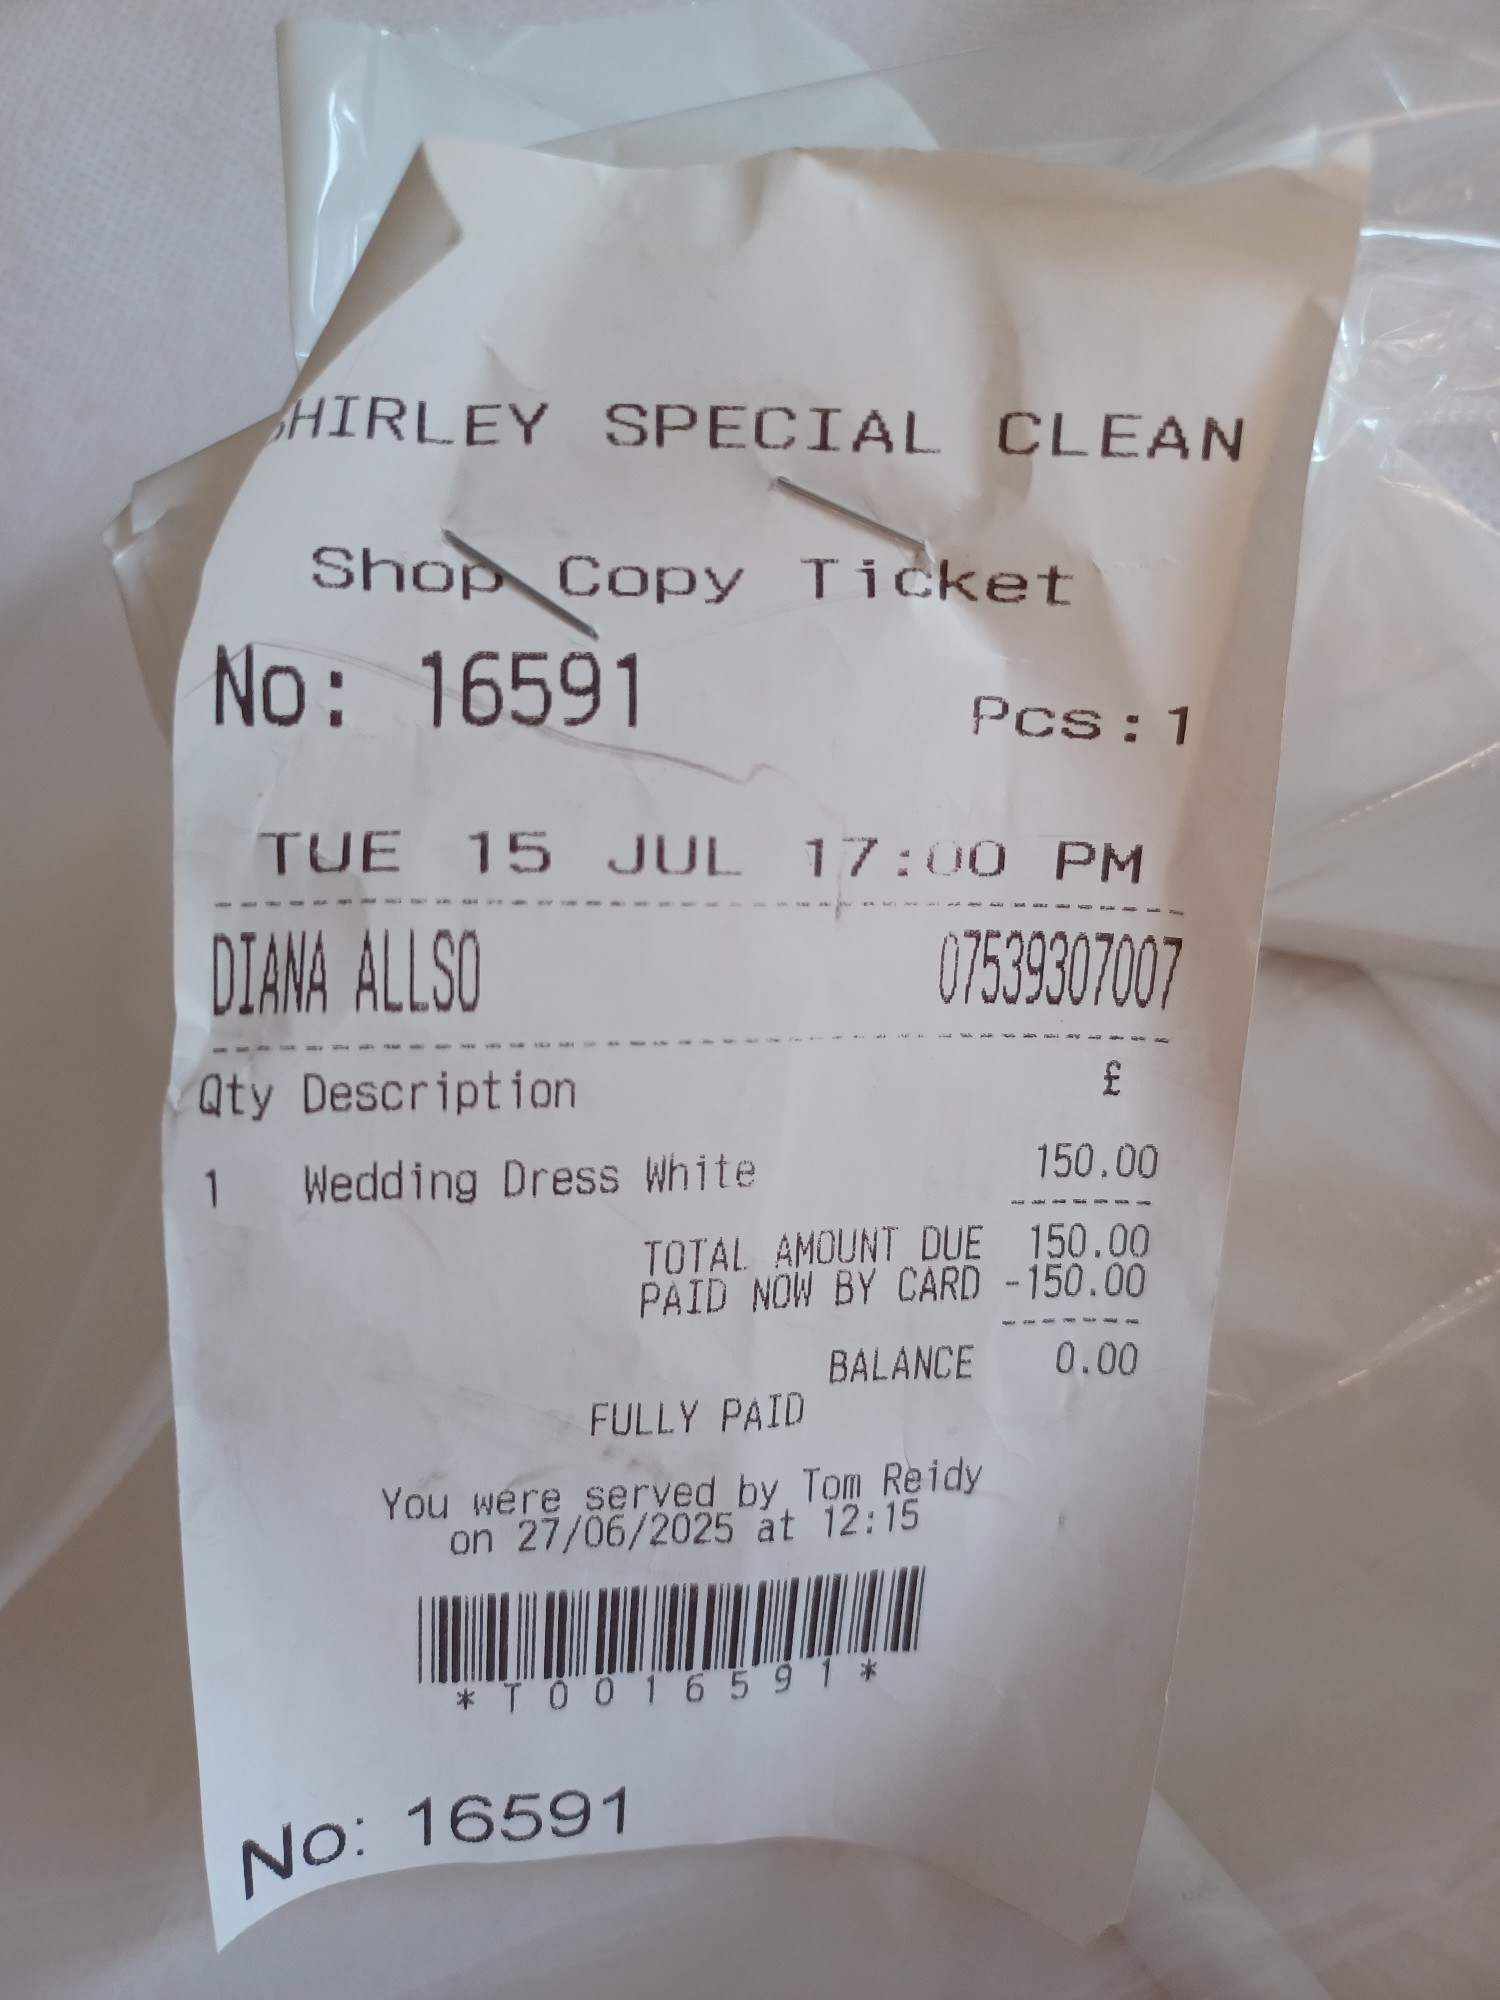 SHIRLEY SPECIAL CLEAN
Shop Copy Ticket
No: 16591 Pcs:1
TUE 15 JUL 17:00 PM
DIANA ALLSO 07539307007
Qty Description £
1 Wedding Dress White 150.00
TOTAL AMOUNT DUE 150.00
PAID NOW BY CARD -150.00
BALANCE 0.00
FULLY PAID
You were served by Tom Reidy
on 27/06/2025 at 12:15
*T0016591*
No: 16591